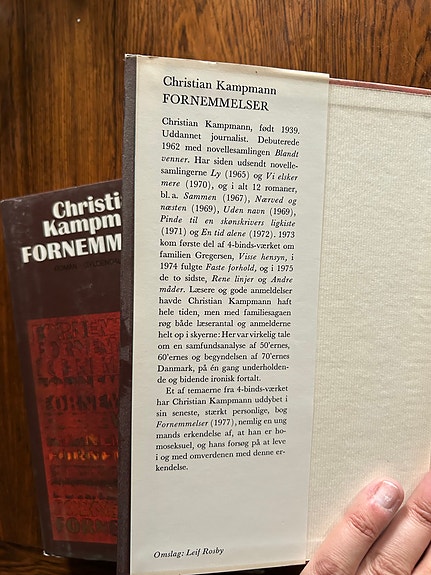 Christian Kampmann
FORNEMMELSER
Christian Kampmann, født 1939.
Uddannet journalist. Debuterede
1962 med novellesamlingen Blandt
venner. Har siden udsendt novelle-
samlingerne Ly (1965) og Vi elsker
mere (1970), og i alt 12 romaner,
bl.a. Sammen (1967), Nærved og
næsten (1969), Uden navn (1969),
Pinde til en skønskrivers ligkiste
(1971) og En tid alene (1972). 1973
kom første del af 4-binds-værket om
familien Gregersen, Visse hensyn, i
1974 fulgte Faste forhold, og i 1975
de to sidste, Rene linjer og Andre
måder. Læsere og gode anmeldelser
havde Christian Kampmann haft
hele tiden, men med familiesagaen
røg både læserantal og anmelderne
helt op i skyerne: Her var virkelig tale
om en samfundsanalyse af 50'ernes,
60'ernes og begyndelsen af 70'ernes
Danmark, på én gang underholden-
de og bidende ironisk fortalt.
Et af temaerne fra 4-binds-værket
har Christian Kampmann uddybet i
sin seneste, stærkt personlige, bog
Fornemmelser (1977), nemlig en ung
mands erkendelse af, at han er ho-
moseksuel, og hans forsøg på at leve
i og med omverdenen med denne er-
kendelse.
Omslag: Leif Rosby
Christi
Kampm
FORNEMM
ROMAN